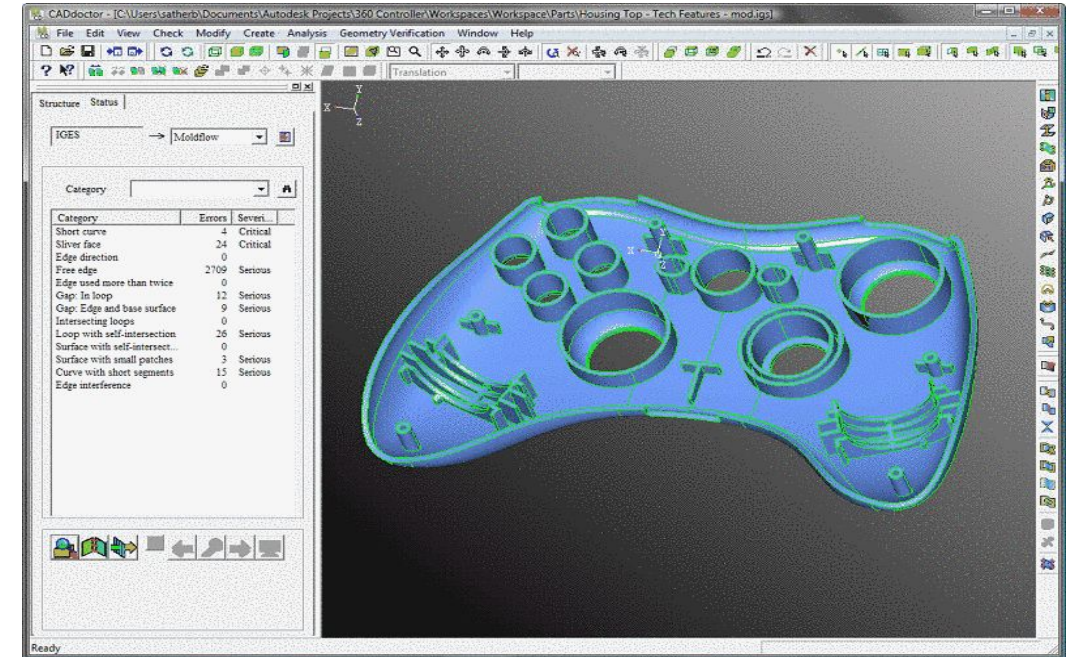 CADdoctor - [C:\Users\satherb\Documents\Autodesk Projects\360 Controller\Workspaces\Workspace\Parts\Housing Top - Tech Features - mod.igs]
File Edit View Check Modify Create Analysis Geometry Verification Window Help
Translation
Structure Status
IGES → Moldflow
Category
Category Errors Severi...
Short curve 4 Critical
Sliver face 24 Critical
Edge direction 0
Free edge 2709 Serious
Edge used more than twice 0
Gap: In loop 12 Serious
Gap: Edge and base surface 9 Serious
Intersecting loops 0
Loop with self-intersection 26 Serious
Surface with self-intersect... 0
Surface with small patches 3 Serious
Curve with short segments 15 Serious
Edge interference 0
Y
X
Z
Y
X
Z
Ready